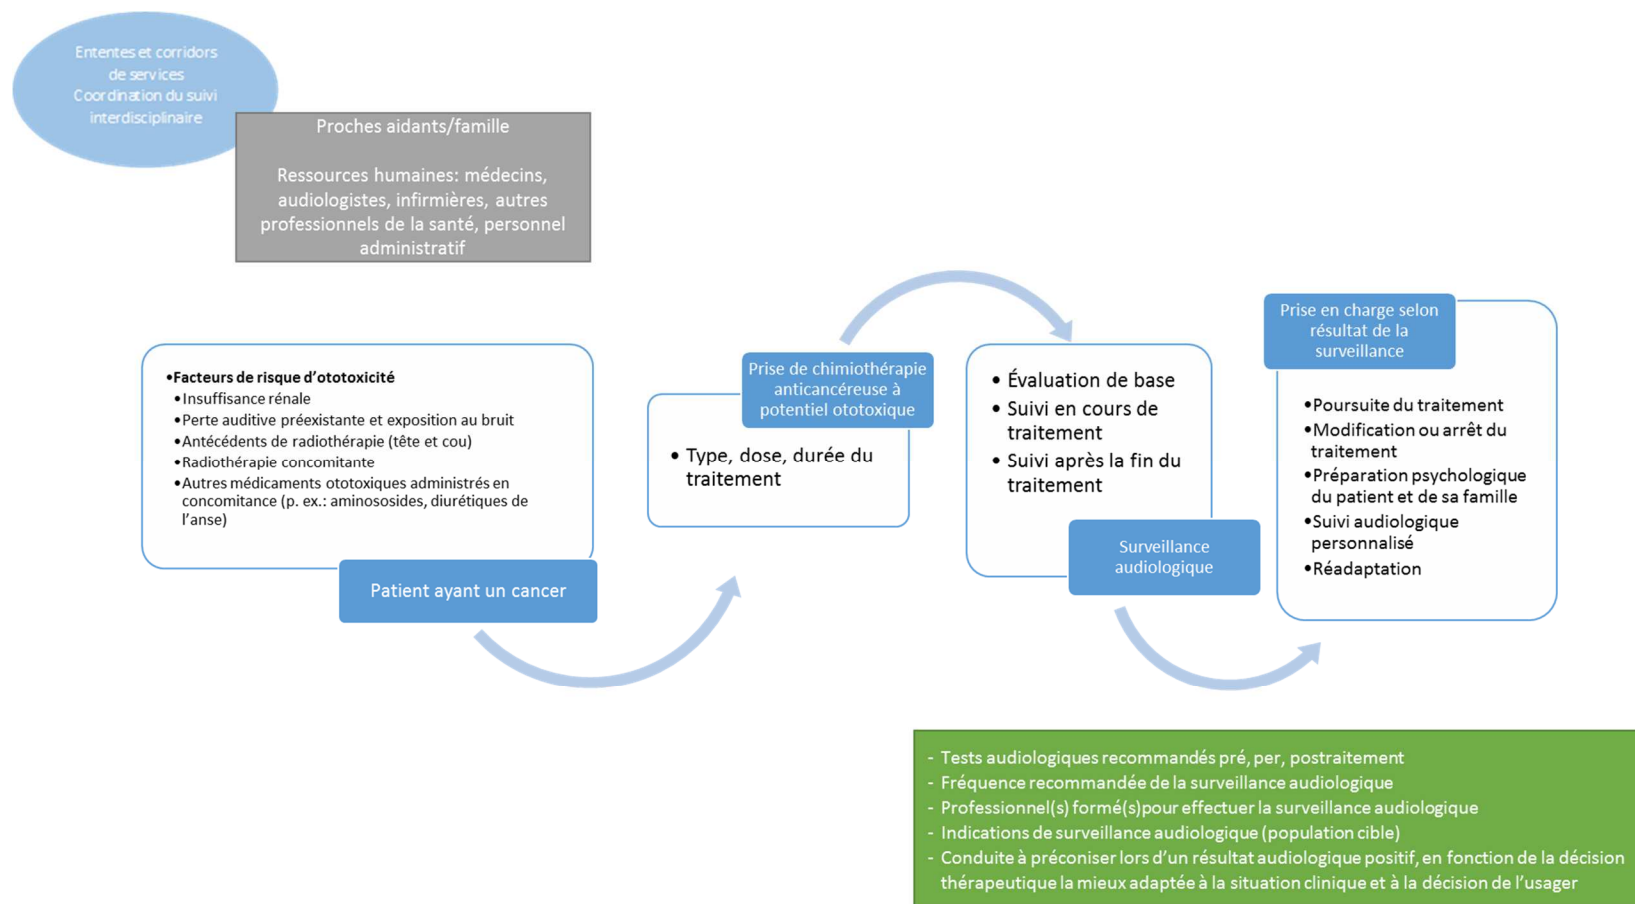 Ententes et corridors
de services
Coordination du suivi
interdisciplinaire
Proches aidants/famille
Ressources humaines: médecins,
audiologistes, infirmières, autres
professionnels de la santé, personnel
administratif
•Facteurs de risque d'ototoxicité
•Insuffisance rénale
•Perte auditive préexistante et exposition au bruit
•Antécédents de radiothérapie (tête et cou)
•Radiothérapie concomitante
•Autres médicaments ototoxiques administrés en
concomitance (p. ex.: aminososides, diurétiques de
l'anse)
Patient ayant un cancer
Prise de chimiothérapie
anticancéreuse à
potentiel ototoxique
• Type, dose, durée du
traitement
• Évaluation de base
• Suivi en cours de
traitement
• Suivi après la fin du
traitement
Surveillance
audiologique
Prise en charge selon
résultat de la
surveillance
•Poursuite du traitement
•Modification ou arrêt du
traitement
•Préparation psychologique
du patient et de sa famille
•Suivi audiologique
personnalisé
•Réadaptation
- Tests audiologiques recommandés pré, per, postraitement
- Fréquence recommandée de la surveillance audiologique
- Professionnel(s) formé(s)pour effectuer la surveillance audiologique
- Indications de surveillance audiologique (population cible)
- Conduite à préconiser lors d'un résultat audiologique positif, en fonction de la décision
thérapeutique la mieux adaptée à la situation clinique et à la décision de l'usager